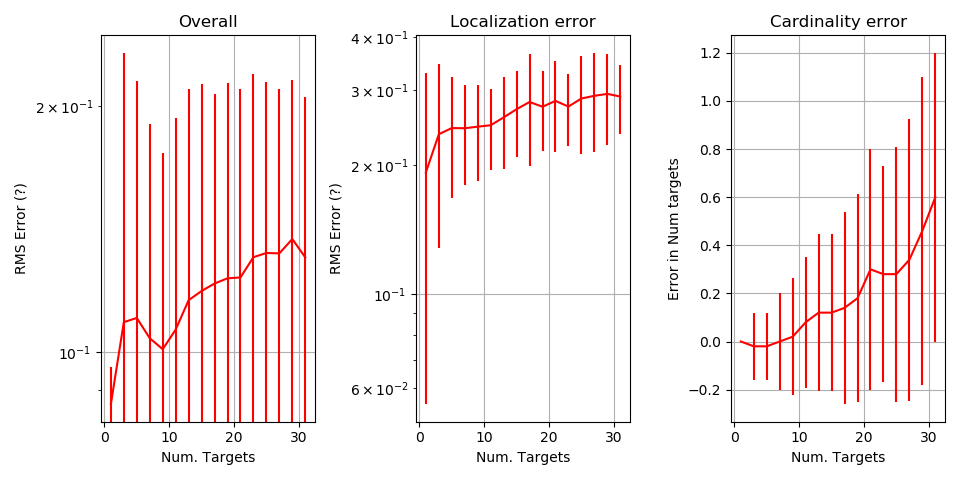 Overall
Localization error
Cardinality error
RMS Error (?)
2 × 10⁻¹
10⁻¹
0 10 20 30
Num. Targets
RMS Error (?)
4 × 10⁻¹
3 × 10⁻¹
2 × 10⁻¹
10⁻¹
6 × 10⁻²
0 10 20 30
Num. Targets
Error in Num targets
1.2
1.0
0.8
0.6
0.4
0.2
0.0
−0.2
0 10 20 30
Num. Targets